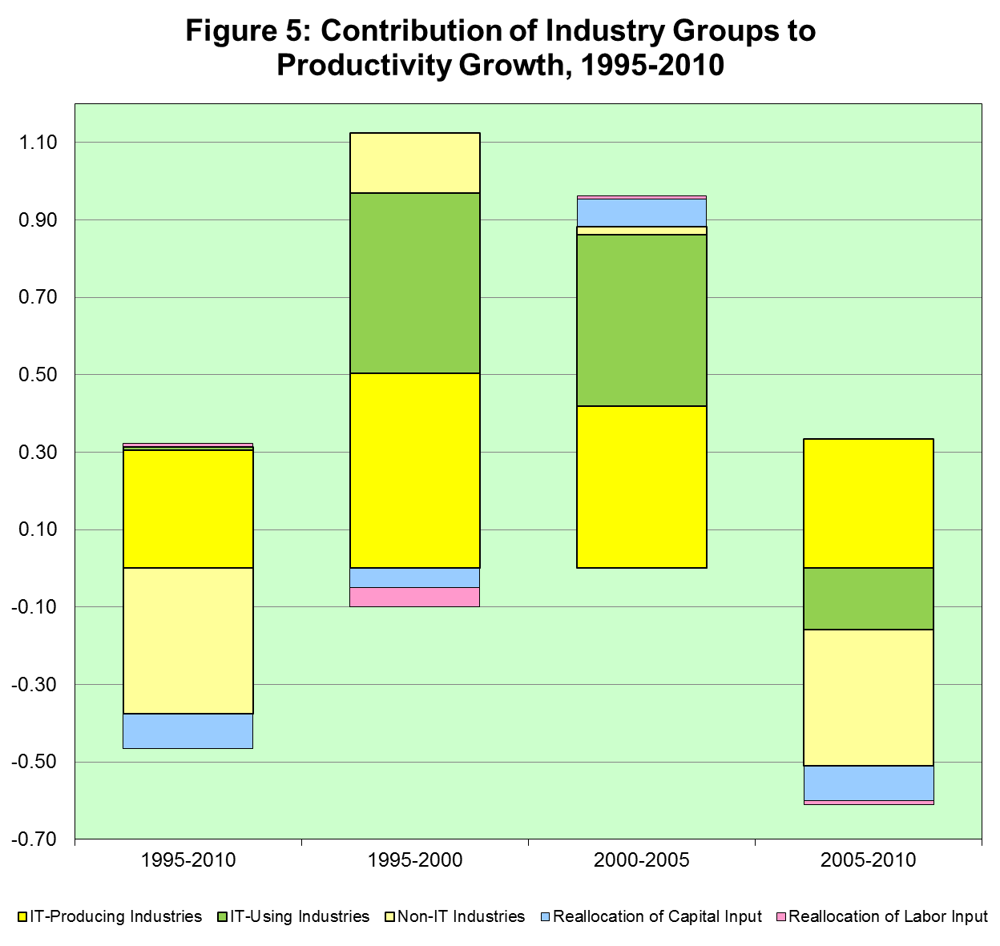 Figure 5: Contribution of Industry Groups to
Productivity Growth, 1995-2010
1.10
0.90
0.70
0.50
0.30
0.10
-0.10
-0.30
-0.50
-0.70
1995-2010 1995-2000 2000-2005 2005-2010
IT-Producing Industries IT-Using Industries Non-IT Industries Reallocation of Capital Input Reallocation of Labor Input